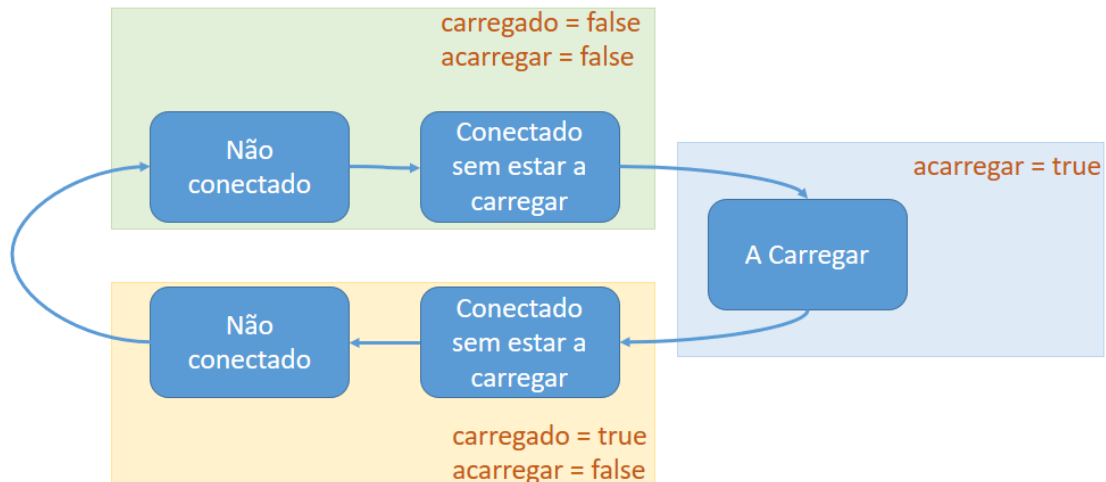 carregado = false
acarregar = false
Não
conectado
Conectado
sem estar a
carregar
acarregar = true
A Carregar
Não
conectado
Conectado
sem estar a
carregar
carregado = true
acarregar = false